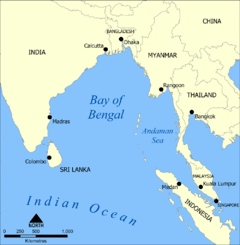 CHINA
BANGLADESH
Dhaka
INDIA
Calcutta
MYANMAR
Bay of
Bengal
Rangoon
THAILAND
Madras
Andaman
Sea
Bangkok
Colombo
SRI LANKA
MALAYSIA
Medan
Kuala Lumpur
SINGAPORE
INDONESIA
Indian Ocean
NORTH
0 500 1,000
Kilometres